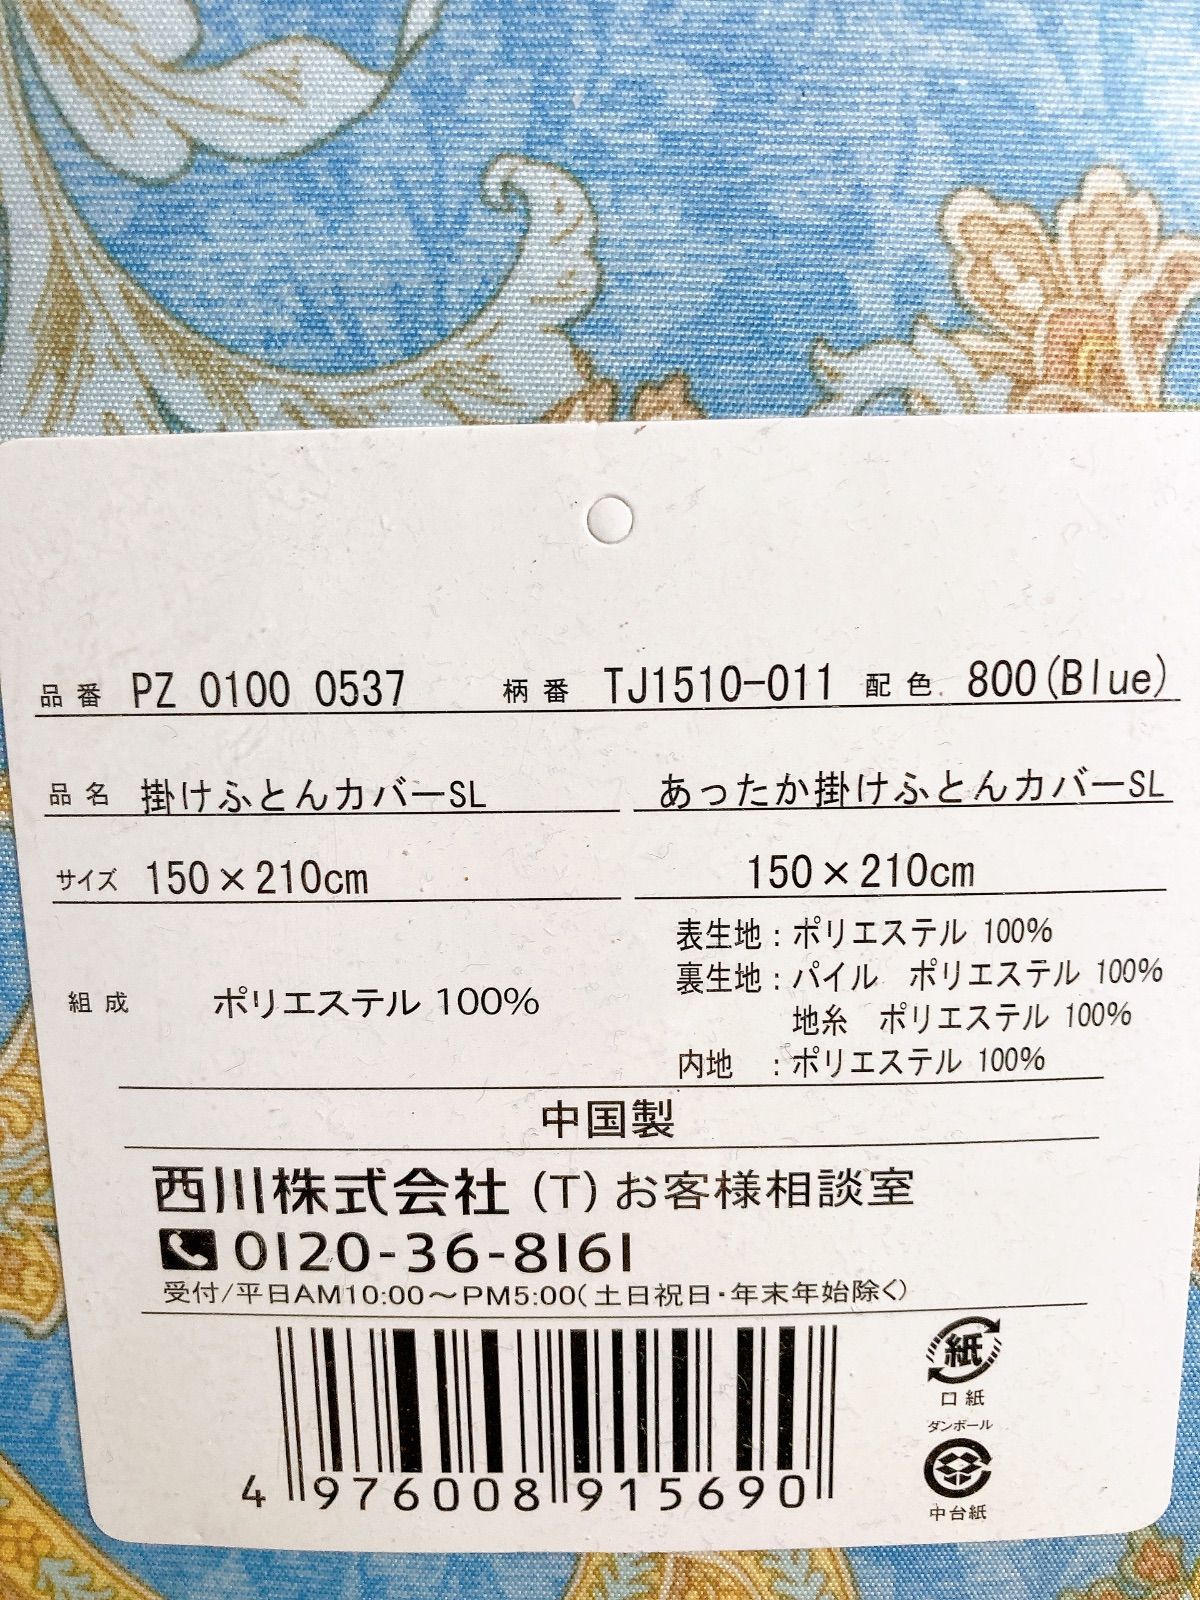 品番 PZ 0100 0537 柄番 TJ1510-011 配色 800(Blue)
品名 掛けふとんカバーSL あったか掛けふとんカバーSL
サイズ 150×210cm 150×210cm
表生地:ポリエステル 100%
裏生地:パイル ポリエステル 100%
組成 ポリエステル 100%
地糸 ポリエステル 100%
内地 :ポリエステル 100%
中国製
西川株式会社 (T) お客様相談室
0120-36-8161
受付/平日AM10:00〜PM5:00(土日祝日・年末年始除く)
紙
口紙
ダンボール
中台紙
4 976008 915690